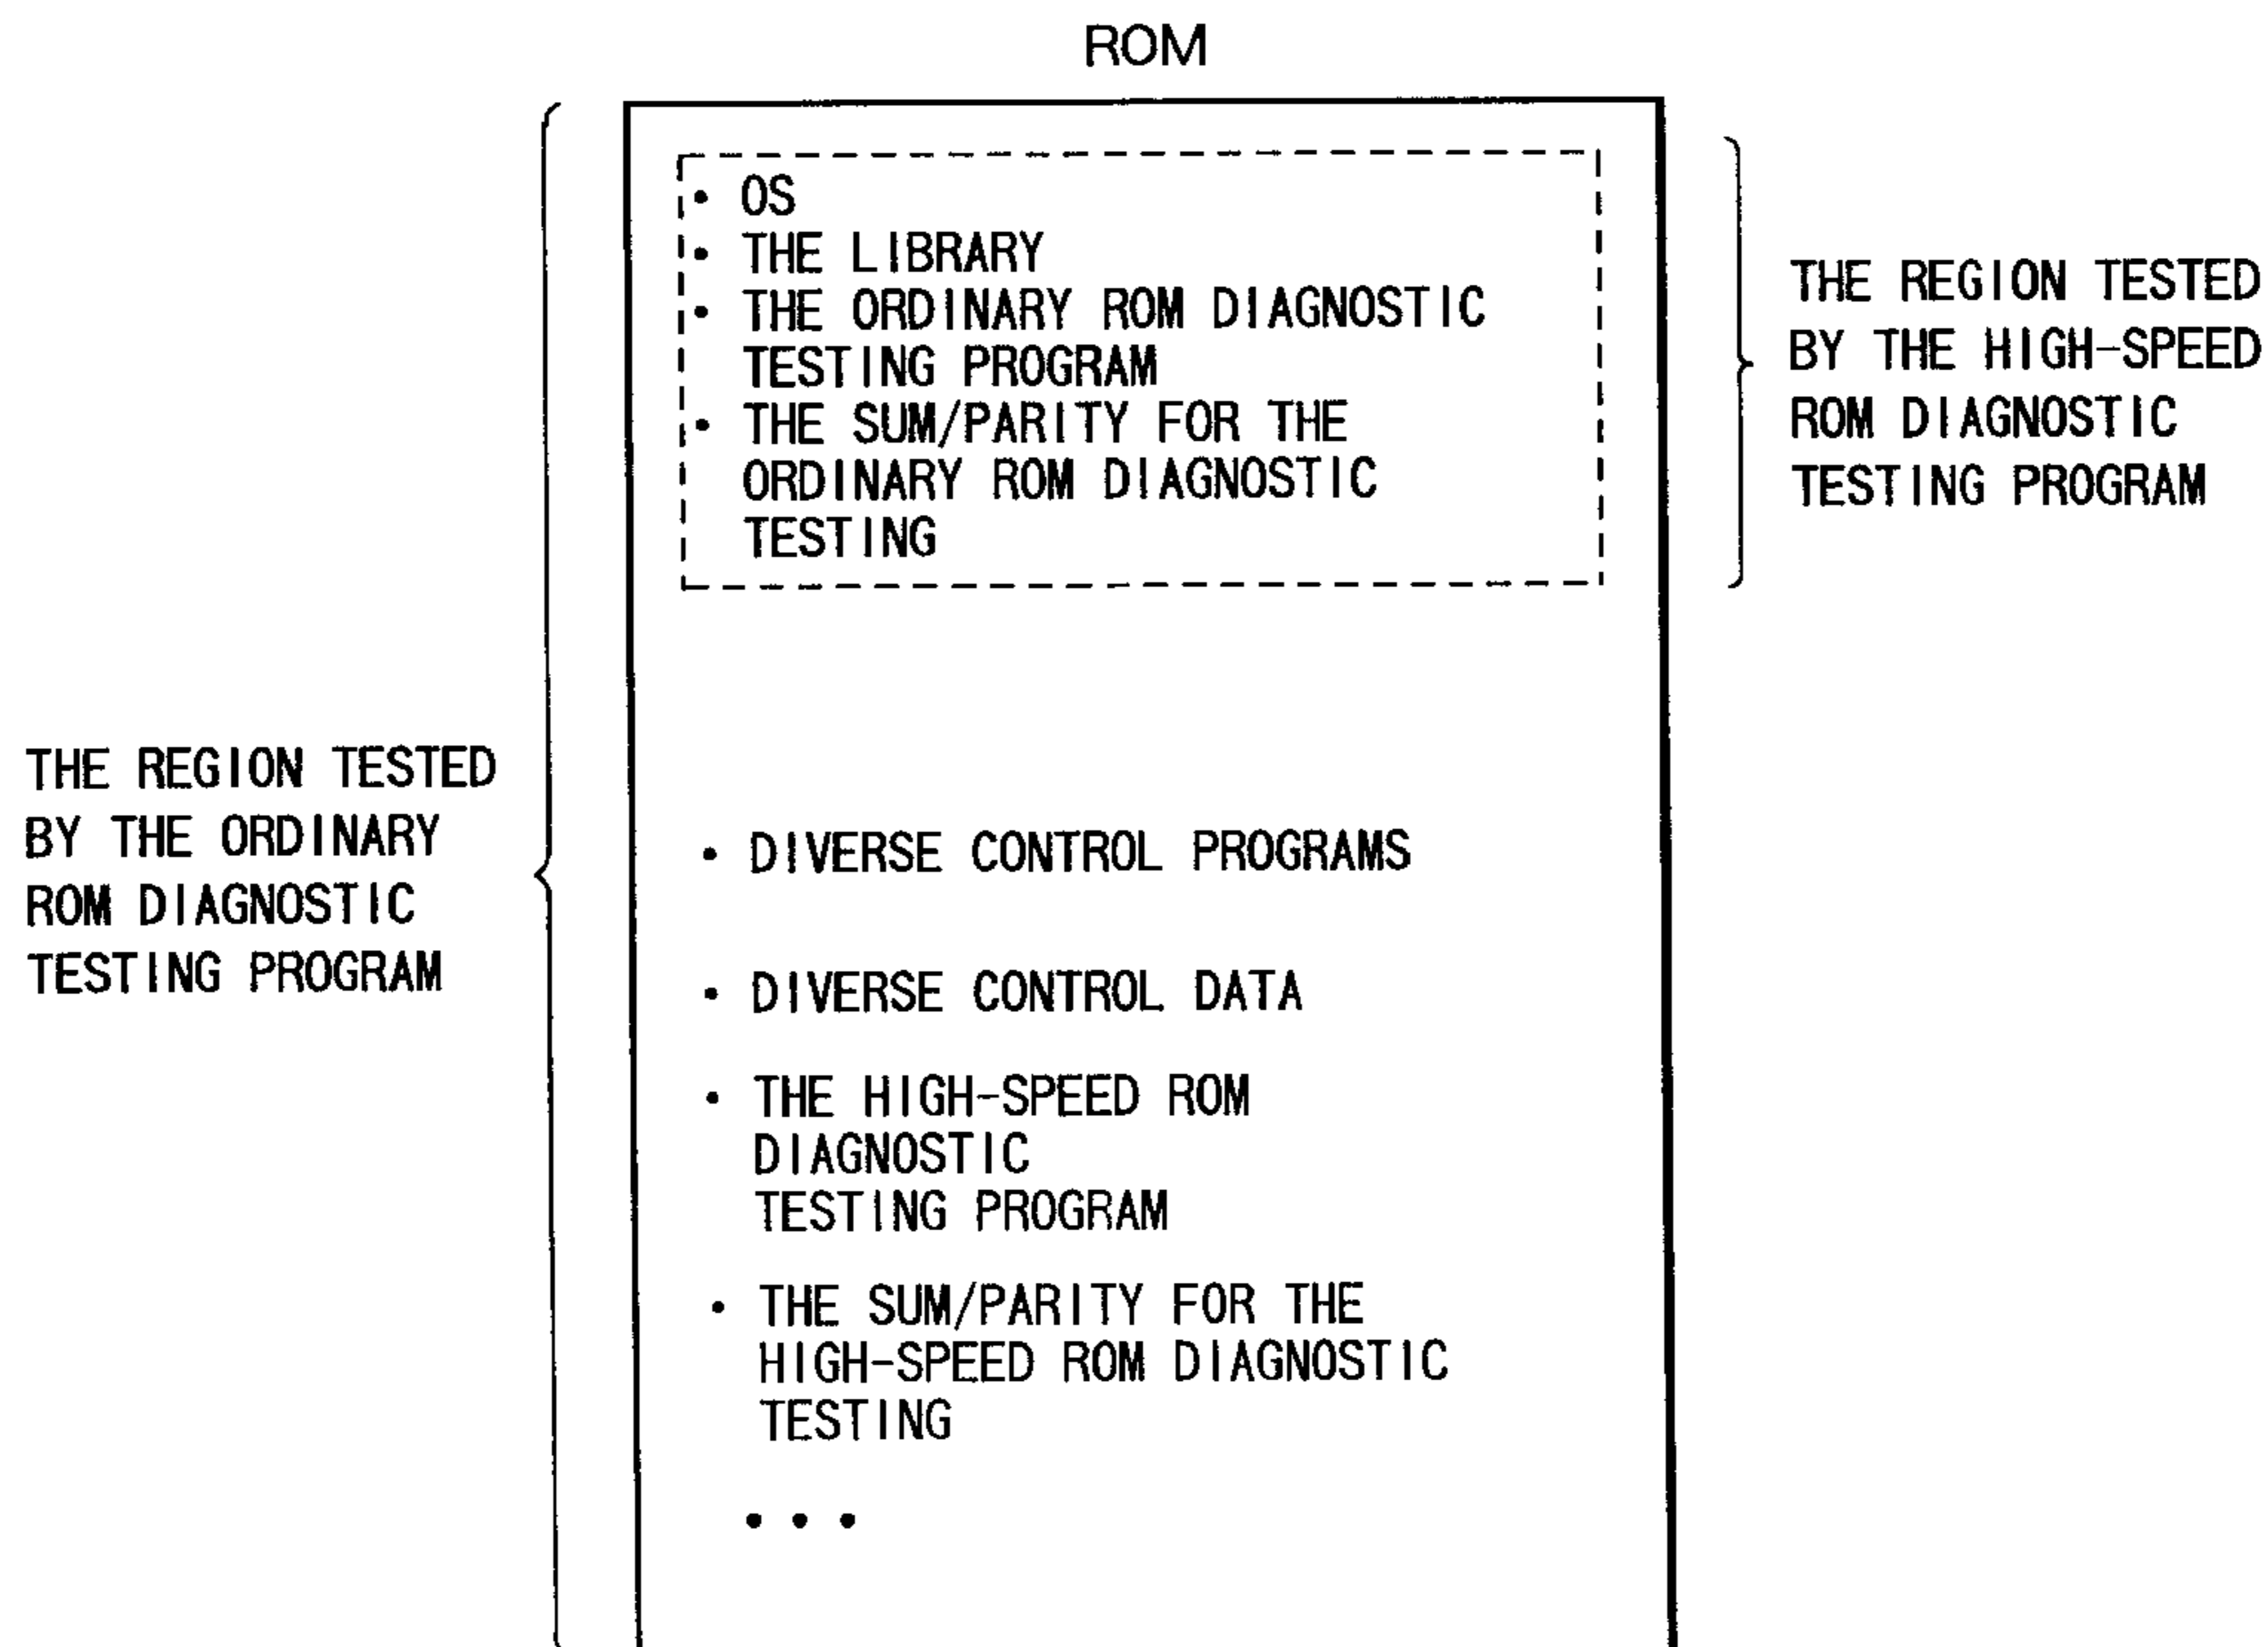 ROM
• OS
• THE LIBRARY
• THE ORDINARY ROM DIAGNOSTIC
TESTING PROGRAM
• THE SUM/PARITY FOR THE
ORDINARY ROM DIAGNOSTIC
TESTING
THE REGION TESTED
BY THE HIGH-SPEED
ROM DIAGNOSTIC
TESTING PROGRAM
THE REGION TESTED
BY THE ORDINARY
ROM DIAGNOSTIC
TESTING PROGRAM
• DIVERSE CONTROL PROGRAMS
• DIVERSE CONTROL DATA
• THE HIGH-SPEED ROM
DIAGNOSTIC
TESTING PROGRAM
• THE SUM/PARITY FOR THE
HIGH-SPEED ROM DIAGNOSTIC
TESTING
• • •